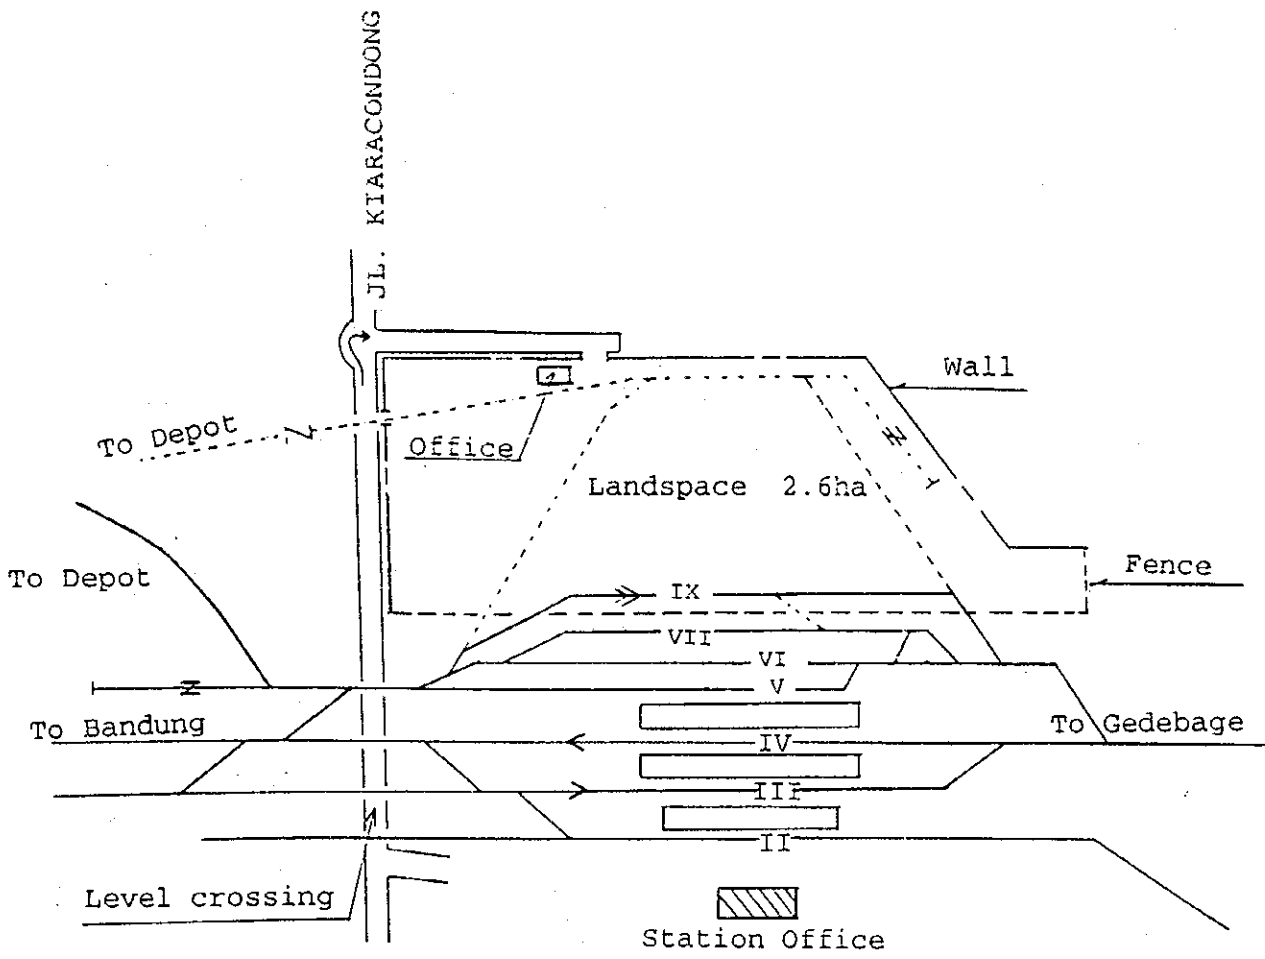 JL. KIARACONDONG
Wall
To Depot
Office
Landspace 2.6ha
To Depot
Fence
IX
VII
VI
V
To Bandung
To Gedebage
IV
III
II
Level crossing
Station Office